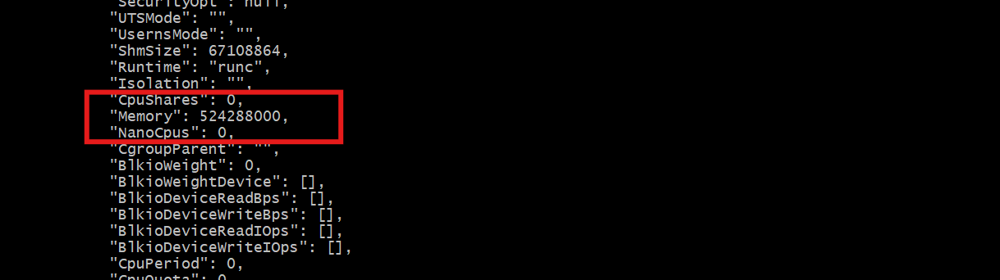 "SecurityOpt": null,
"UTSMode": "",
"UsernsMode": "",
"ShmSize": 67108864,
"Runtime": "runc",
"Isolation": "",
"CpuShares": 0,
"Memory": 524288000,
"NanoCpus": 0,
"CgroupParent": "",
"BlkioWeight": 0,
"BlkioWeightDevice": [],
"BlkioDeviceReadBps": [],
"BlkioDeviceWriteBps": [],
"BlkioDeviceReadIOps": [],
"BlkioDeviceWriteIOps": [],
"CpuPeriod": 0,
"CpuQuota": 0